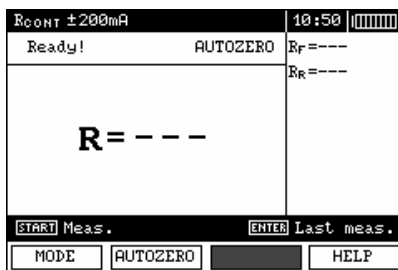 RCONT ±200mA 10:50
Ready! AUTOZERO RF=---
RR=---
R=---
START Meas. ENTER Last meas.
MODE AUTOZERO HELP